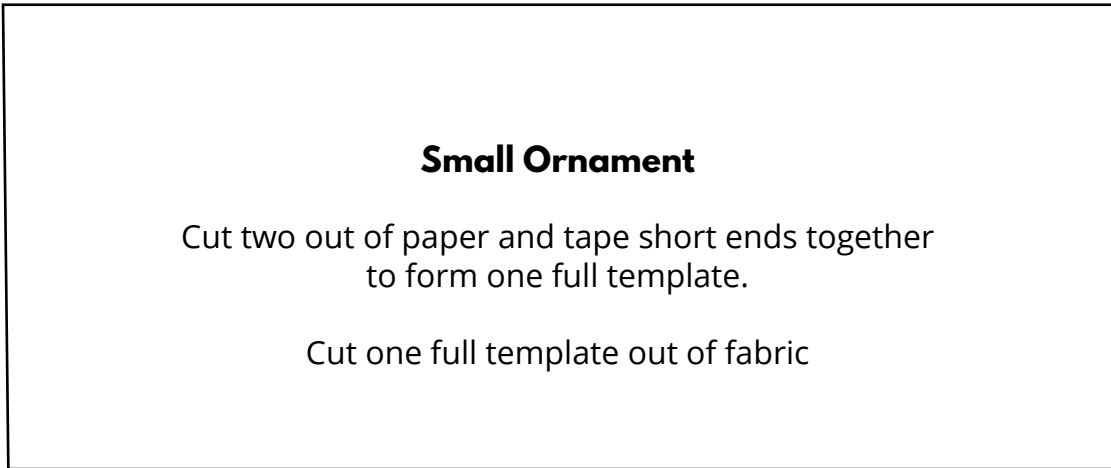 Small Ornament
Cut two out of paper and tape short ends together
to form one full template.
Cut one full template out of fabric